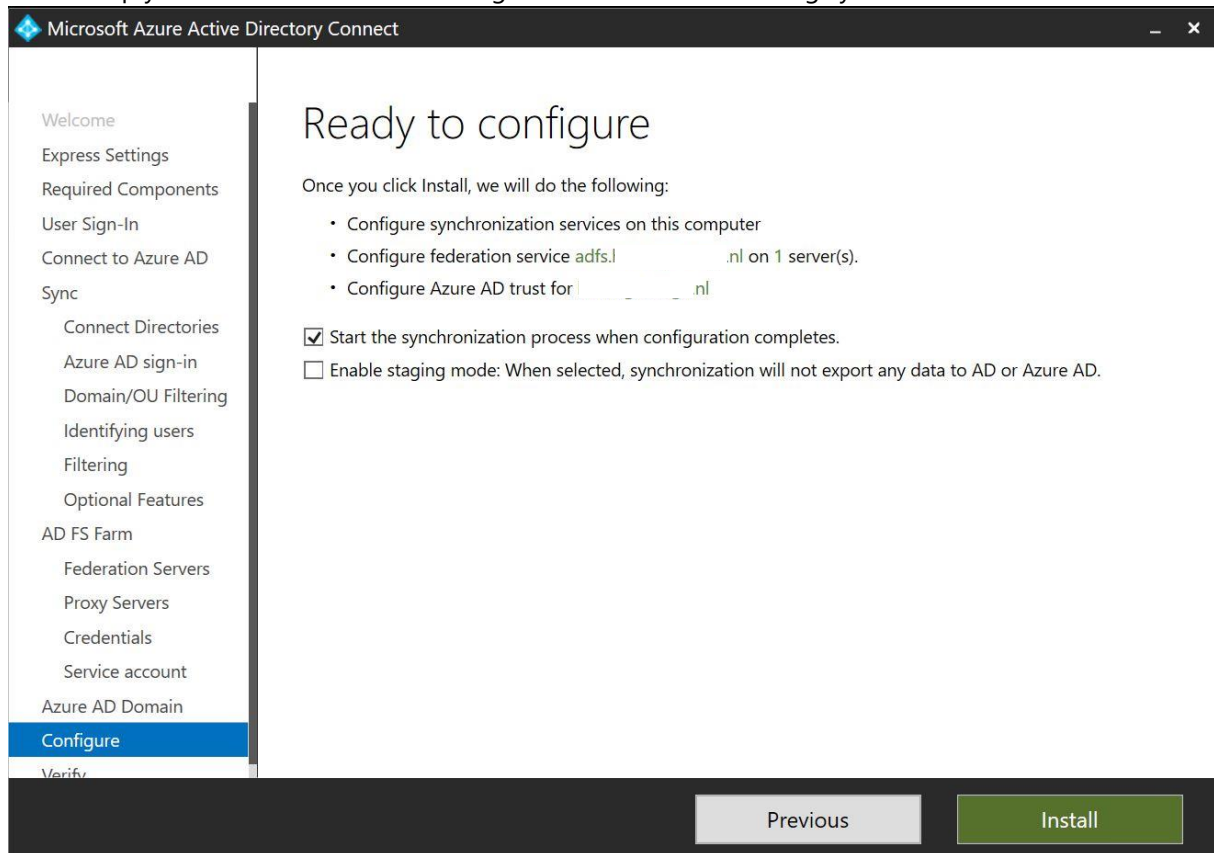 Microsoft Azure Active Directory Connect
Welcome
Express Settings
Required Components
User Sign-In
Connect to Azure AD
Sync
Connect Directories
Azure AD sign-in
Domain/OU Filtering
Identifying users
Filtering
Optional Features
AD FS Farm
Federation Servers
Proxy Servers
Credentials
Service account
Azure AD Domain
Configure
Verify
Ready to configure
Once you click Install, we will do the following:
• Configure synchronization services on this computer
• Configure federation service adfs. .nl on 1 server(s).
• Configure Azure AD trust for .nl
Start the synchronization process when configuration completes.
Enable staging mode: When selected, synchronization will not export any data to AD or Azure AD.
Previous
Install